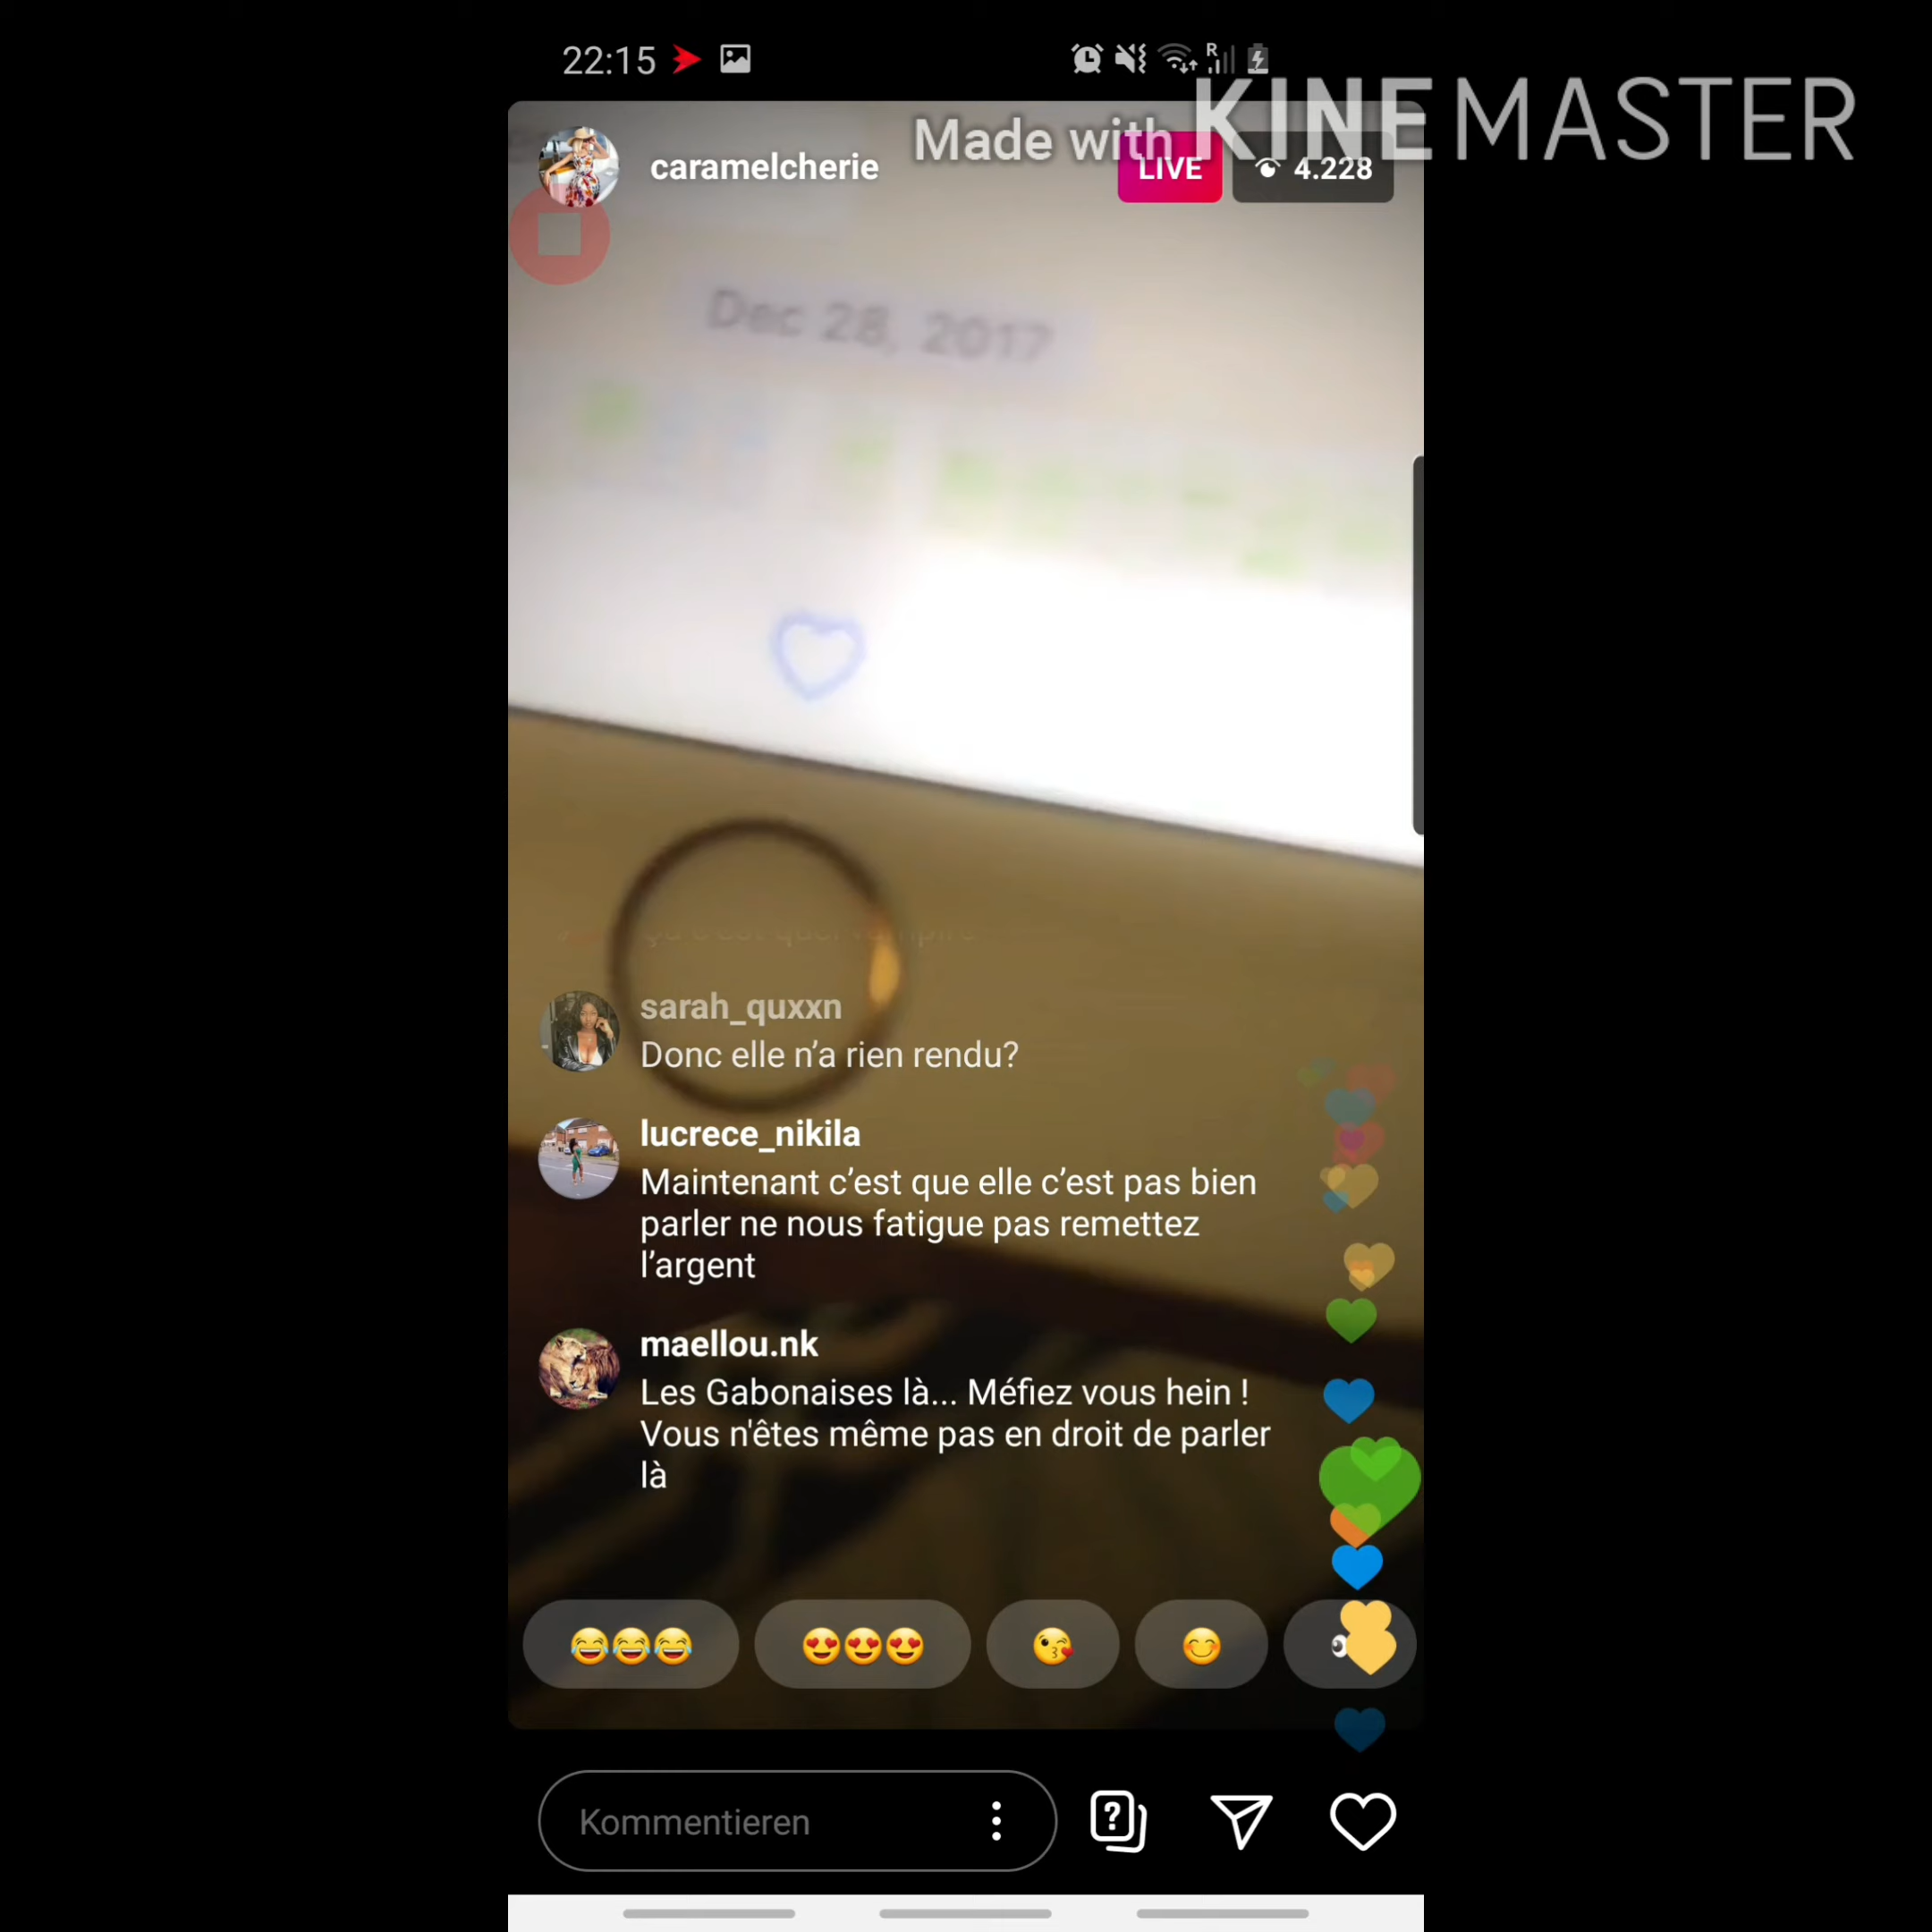 22:15
R
Made with KINEMASTER
caramelcherie
LIVE
4.228
Dec 28, 2017
sarah_quxxn
Donc elle n’a rien rendu?
lucrece_nikila
Maintenant c’est que elle c’est pas bien
parler ne nous fatigue pas remettez
l’argent
maellou.nk
Les Gabonaises là... Méfiez vous hein !
Vous n'êtes même pas en droit de parler
là
Kommentieren